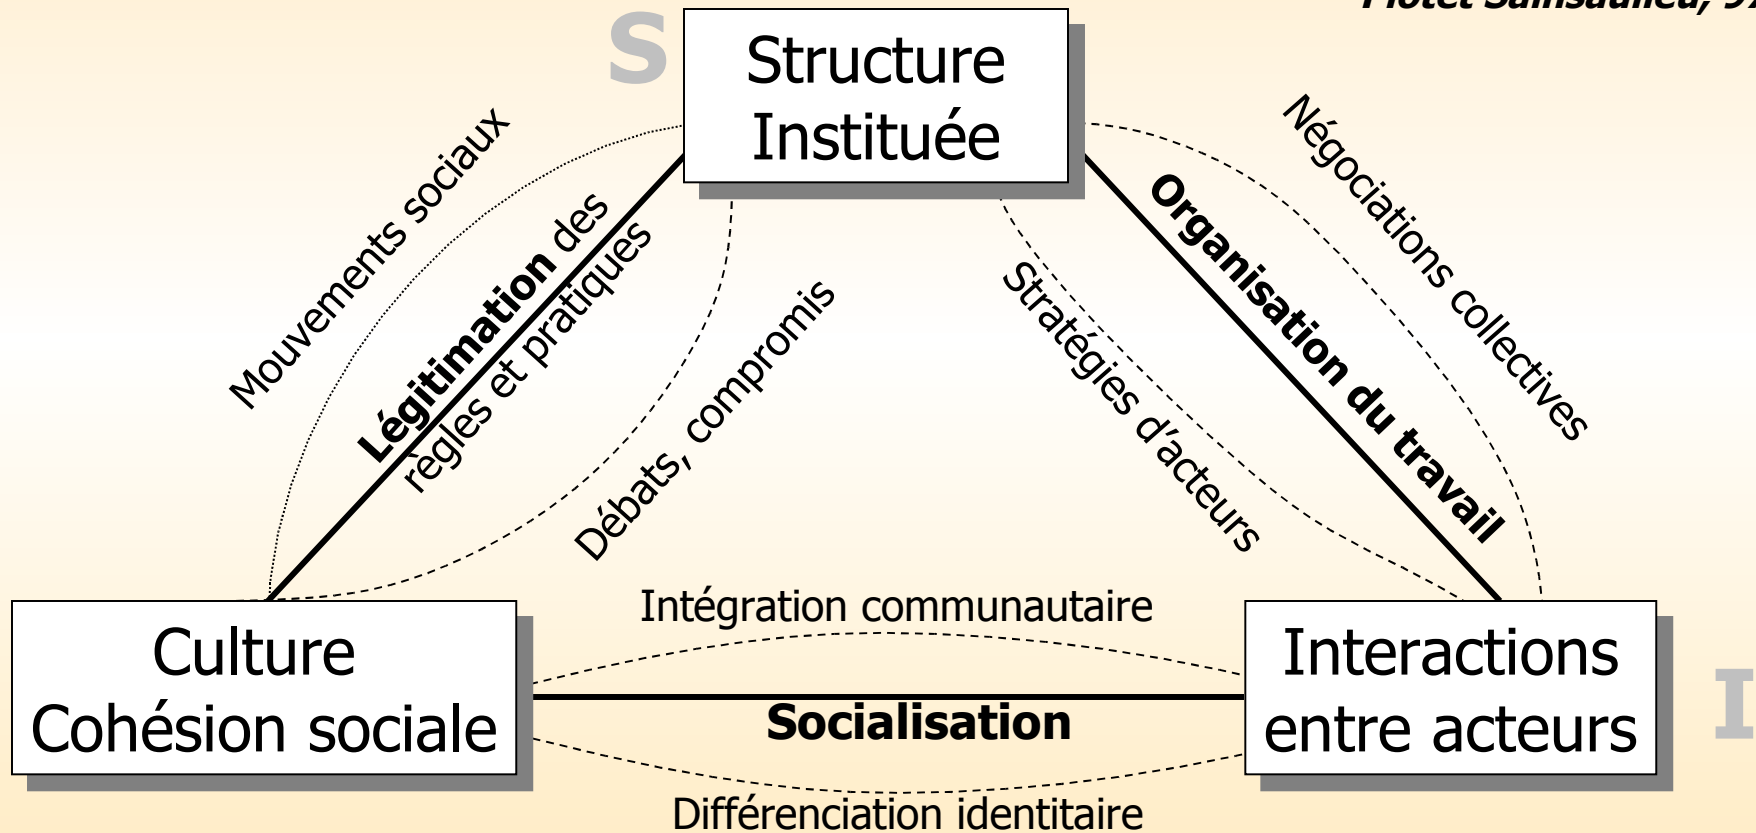 Sainsaulieu,
S
Structure
Instituée
Mouvements sociaux
Légitimation des
règles et pratiques
Débats, compromis
Négociations collectives
Organisation du travail
Stratégies d’acteurs
Intégration communautaire
Culture
Cohésion sociale
Socialisation
Interactions
entre acteurs
I
Différenciation identitaire